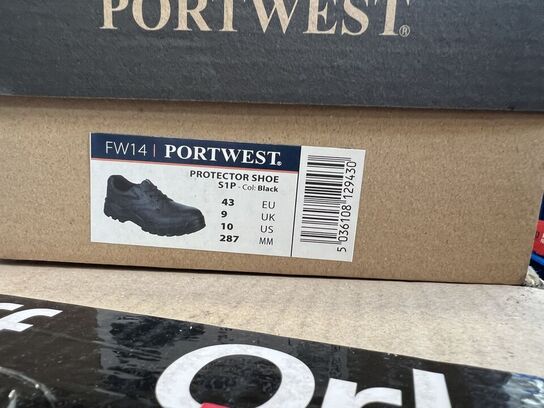 PORTWEST®
FW14 | PORTWEST®
PROTECTOR SHOE
S1P - Col: Black
43 EU
9 UK
10 US
287 MM
5 036108 129430